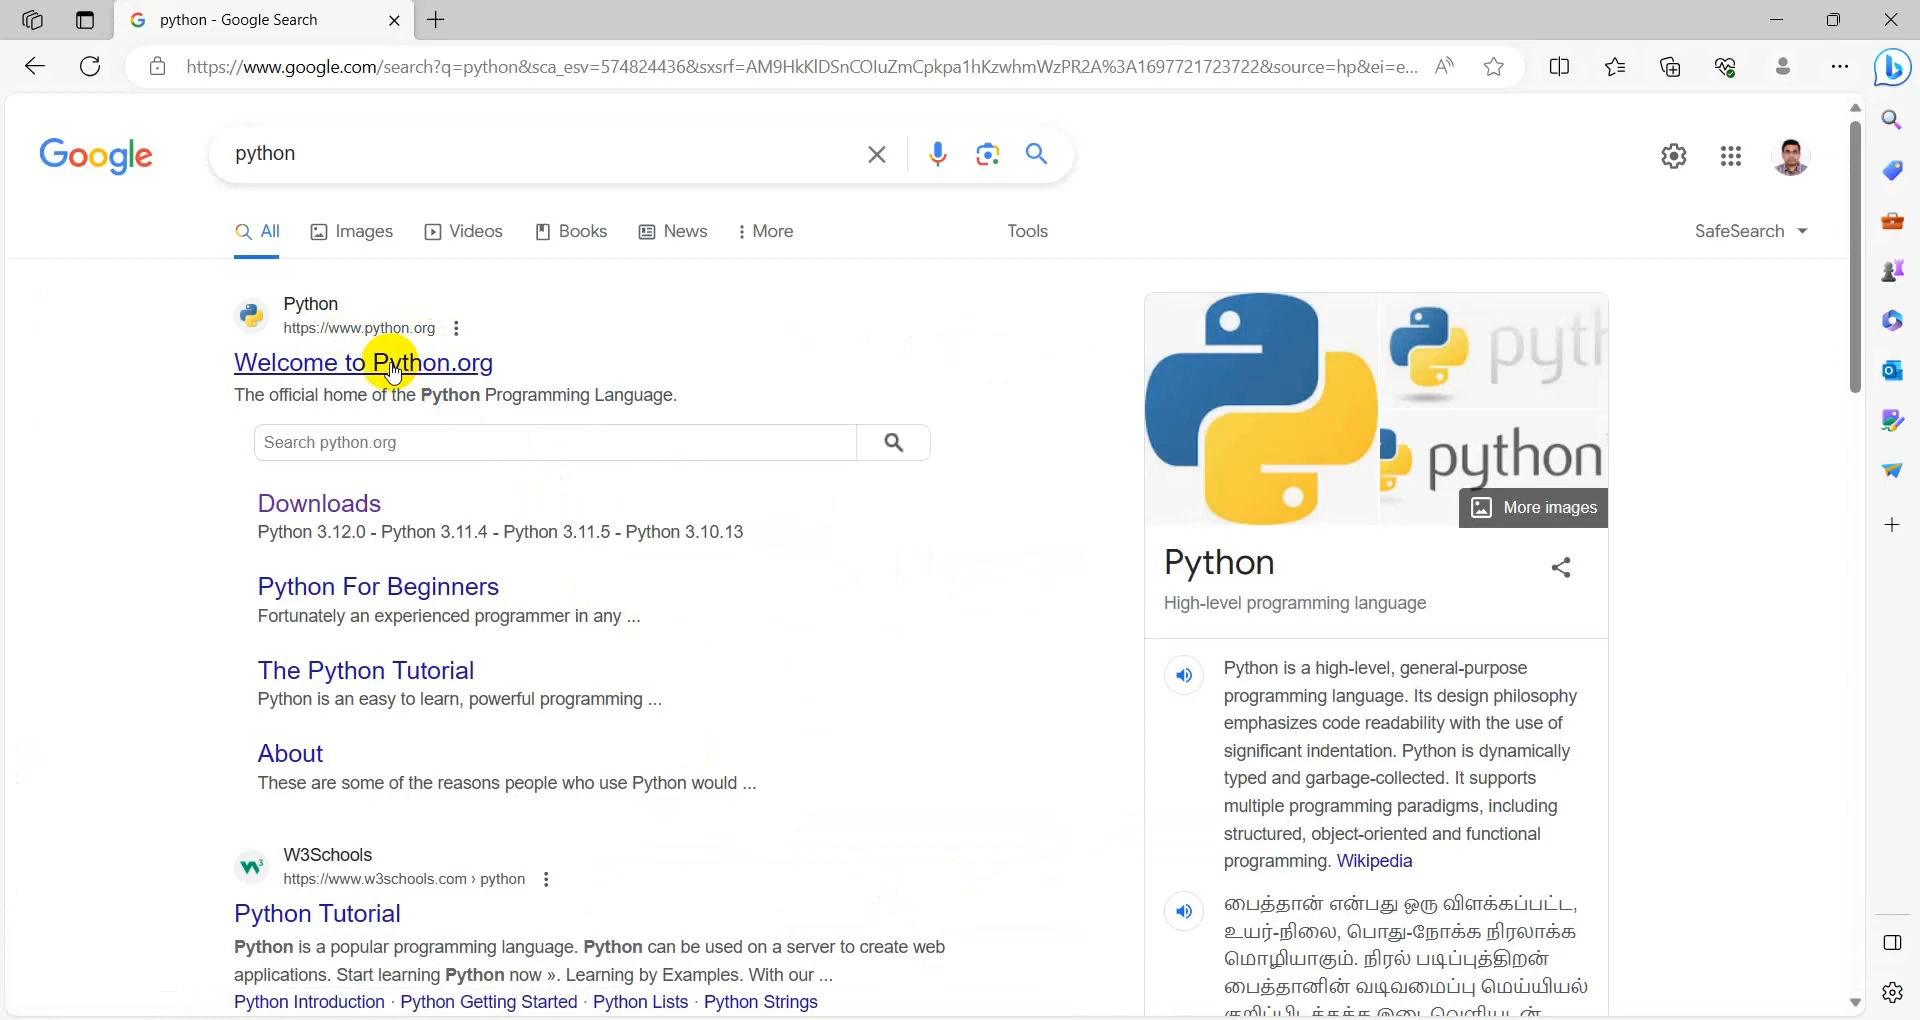 python - Google Search
https://www.google.com/search?q=python&sca_esv=574824436&sxsrf=AM9HkKlDSnCOluZmCpkpa1hKzwhmWzPR2A%3A1697721723722&source=hp&ei=e...
Google
python
All
Images
Videos
Books
News
More
Tools
SafeSearch
Python
https://www.python.org
Welcome to Python.org
The official home of the Python Programming Language.
Search python.org
Downloads
Python 3.12.0 - Python 3.11.4 - Python 3.11.5 - Python 3.10.13
Python For Beginners
Fortunately an experienced programmer in any ...
The Python Tutorial
Python is an easy to learn, powerful programming ...
About
These are some of the reasons people who use Python would ...
W3Schools
https://www.w3schools.com › python
Python Tutorial
Python is a popular programming language. Python can be used on a server to create web
applications. Start learning Python now ». Learning by Examples. With our ...
Python Introduction · Python Getting Started · Python Lists · Python Strings
pyth
python
More images
Python
High-level programming language
Python is a high-level, general-purpose
programming language. Its design philosophy
emphasizes code readability with the use of
significant indentation. Python is dynamically
typed and garbage-collected. It supports
multiple programming paradigms, including
structured, object-oriented and functional
programming. Wikipedia
பைத்தான் என்பது ஒரு விளக்கப்பட்ட,
உயர்-நிலை, பொது-நோக்க நிரலாக்க
மொழியாகும். நிரல் படிப்புத்திறன்
பைத்தானின் வடிவமைப்பு மெய்யியல்